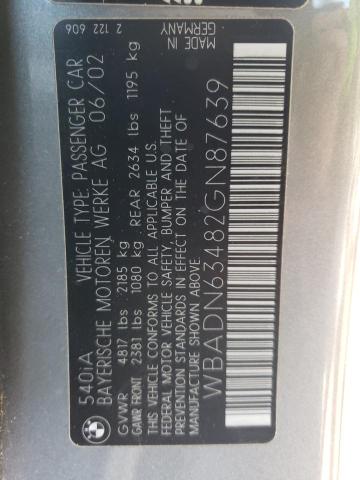 540iA VEHICLE TYPE: PASSENGER CAR 2 122 606
BAYERISCHE MOTOREN WERKE AG 06/02
GVWR 4817 lbs 2185 kg MADE IN
GAWR FRONT 2381 lbs 1080 kg REAR 2634 lbs 1195 kg GERMANY
THIS VEHICLE CONFORMS TO ALL APPLICABLE U.S.
FEDERAL MOTOR VEHICLE SAFETY, BUMPER AND THEFT
PREVENTION STANDARDS IN EFFECT ON THE DATE OF
MANUFACTURE SHOWN ABOVE.
WBADN63482GN87639